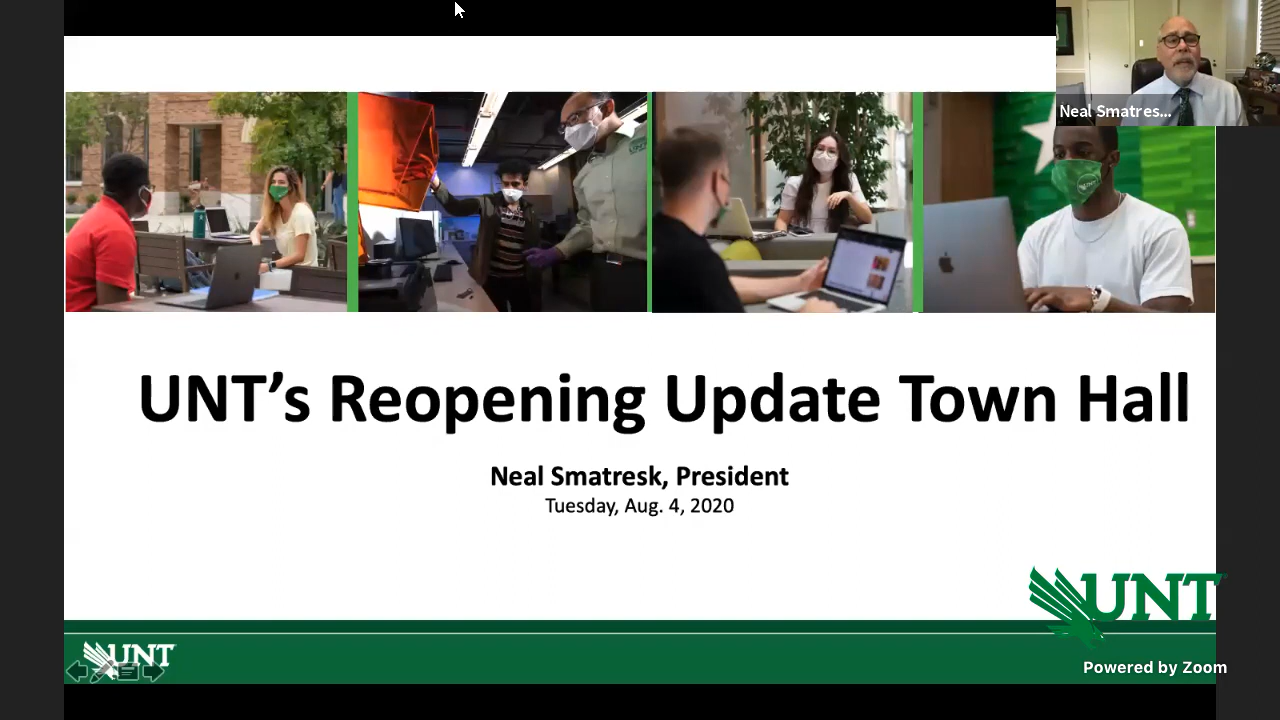 Neal Smatres...
UNT's Reopening Update Town Hall
Neal Smatresk, President
Tuesday, Aug. 4, 2020
UNT
UNT
Powered by Zoom